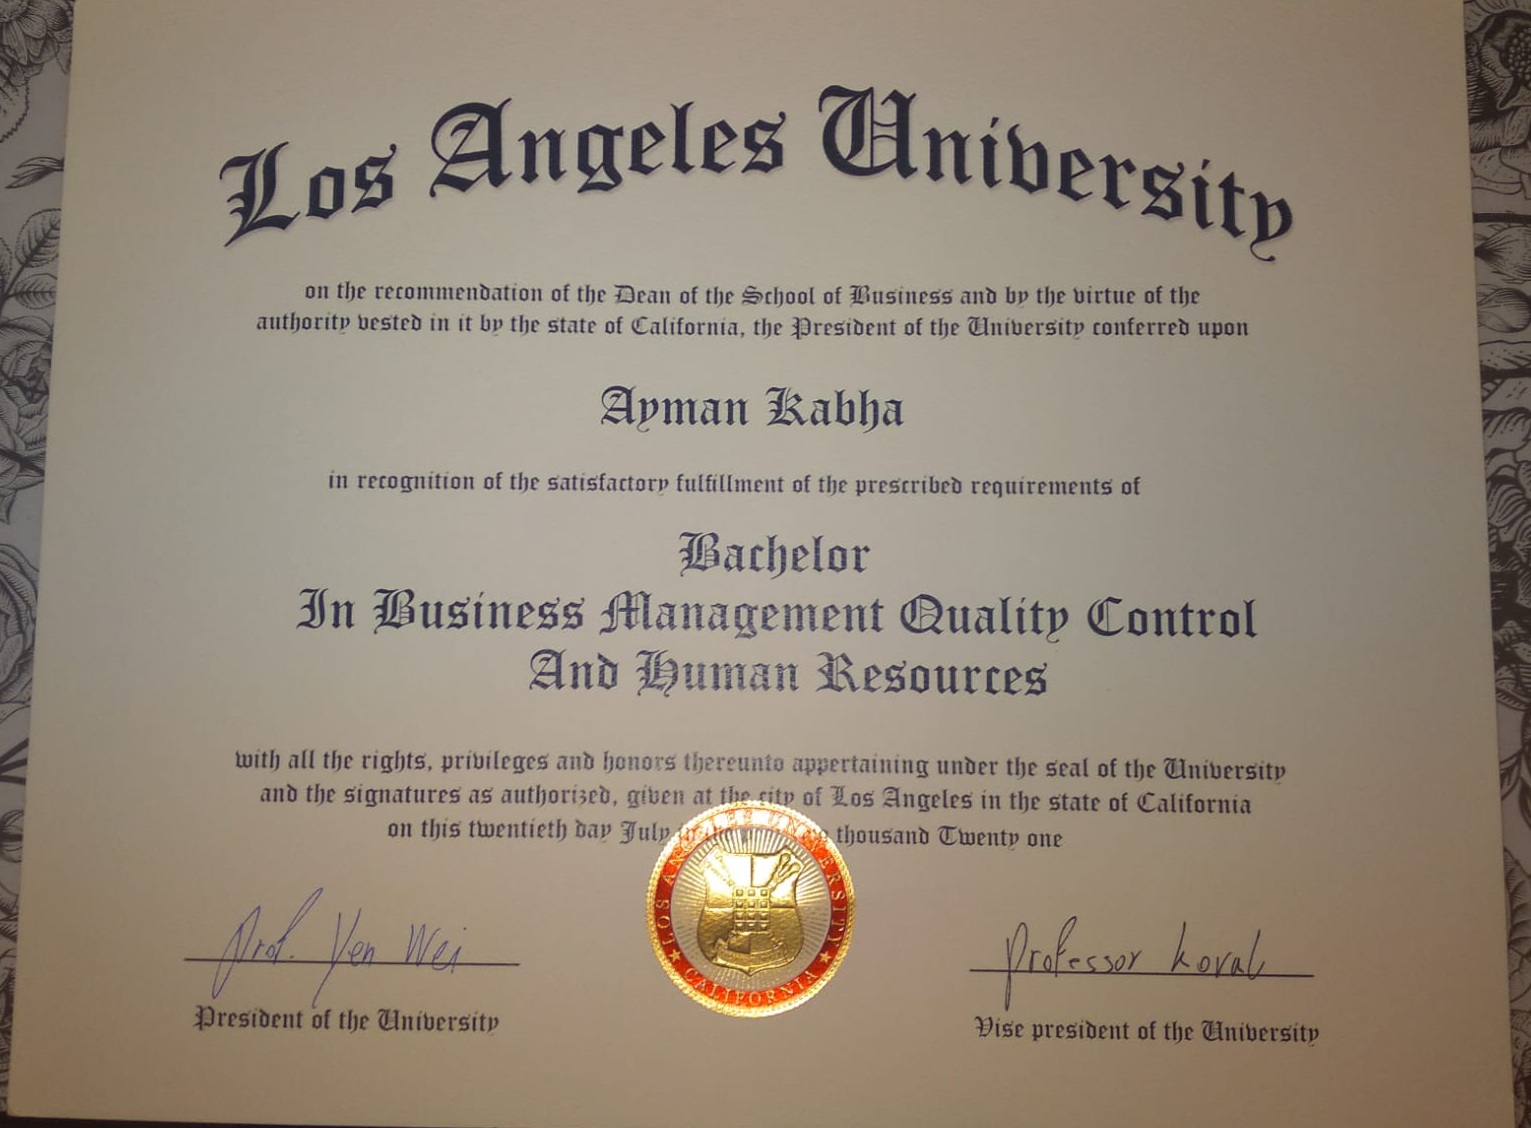 Los Angeles University
on the recommendation of the Dean of the School of Business and by the virtue of the
authority vested in it by the state of California, the President of the University conferred upon
Ayman Kabha
in recognition of the satisfactory fulfillment of the prescribed requirements of
Bachelor
In Business Management Quality Control
And Human Resources
with all the rights, privileges and honors thereunto appertaining under the seal of the University
and the signatures as authorized, given at the city of Los Angeles in the state of California
on this twentieth day July thousand Twenty one
LOS ANGELES UNIVERSITY
CALIFORNIA
Prof. Yen Wei
President of the University
Professor Koval
Vise president of the University